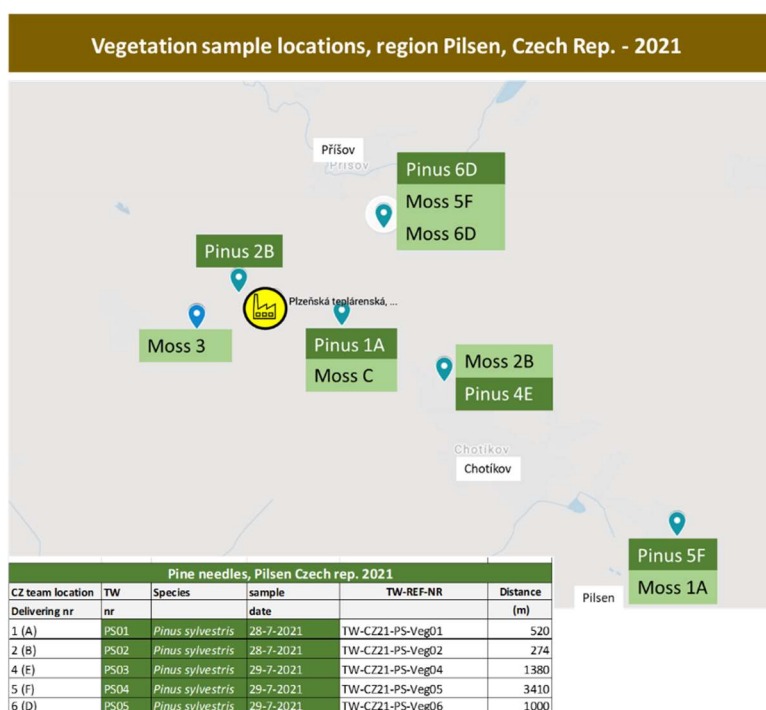 Vegetation sample locations, region Pilsen, Czech Rep. - 2021
Příšov
Příšov
Pinus 6D
Moss 5F
Moss 6D
Pinus 2B
Plzeňská teplárenská, ...
Moss 3
Pinus 1A
Moss C
Moss 2B
Pinus 4E
Chotíkov
Chotíkov
Pinus 5F
Moss 1A
Pilsen
Pine needles, Pilsen Czech rep. 2021
CZ team location TW Species sample TW-REF-NR Distance
Delivering nr nr date (m)
1 (A) PS01 Pinus sylvestris 28-7-2021 TW-CZ21-PS-Veg01 520
2 (B) PS02 Pinus sylvestris 28-7-2021 TW-CZ21-PS-Veg02 274
4 (E) PS03 Pinus sylvestris 29-7-2021 TW-CZ21-PS-Veg04 1380
5 (F) PS04 Pinus sylvestris 29-7-2021 TW-CZ21-PS-Veg05 3410
6 (D) PS05 Pinus sylvestris 29-7-2021 TW-CZ21-PS-Veg06 1000